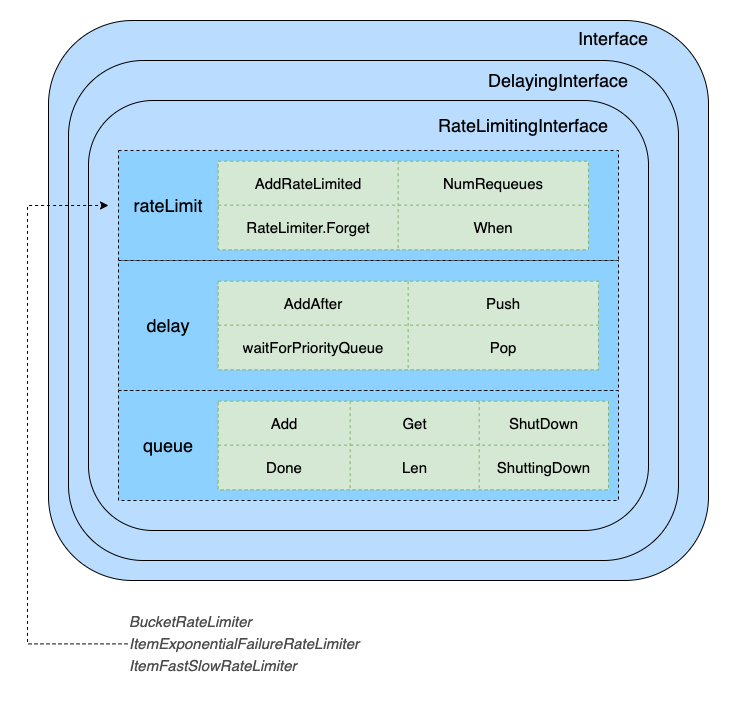 Interface
DelayingInterface
RateLimitingInterface
rateLimit
AddRateLimited
NumRequeues
RateLimiter.Forget
When
delay
AddAfter
Push
waitForPriorityQueue
Pop
queue
Add
Get
ShutDown
Done
Len
ShuttingDown
BucketRateLimiter
ItemExponentialFailureRateLimiter
ItemFastSlowRateLimiter